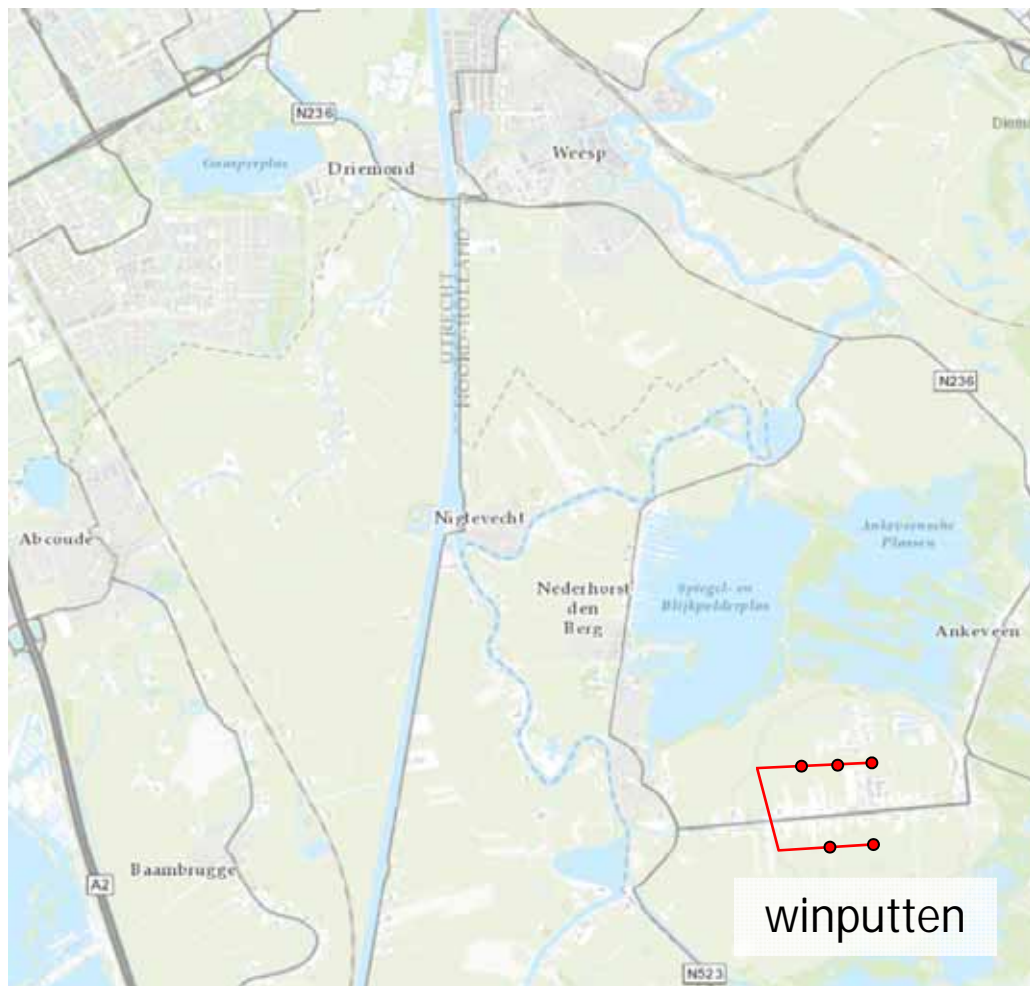 N236
Gaasperplas
Driemond
Weesp
Diem
UTRECHT
NOORD-HOLLAND
N236
Nigtevecht
Abcoude
Ankeveensche
Plassen
Nederhorst
den
Berg
Spiegel- en
Blijkpolderplas
Ankeveen
Baambrugge
A2
winputten
N523